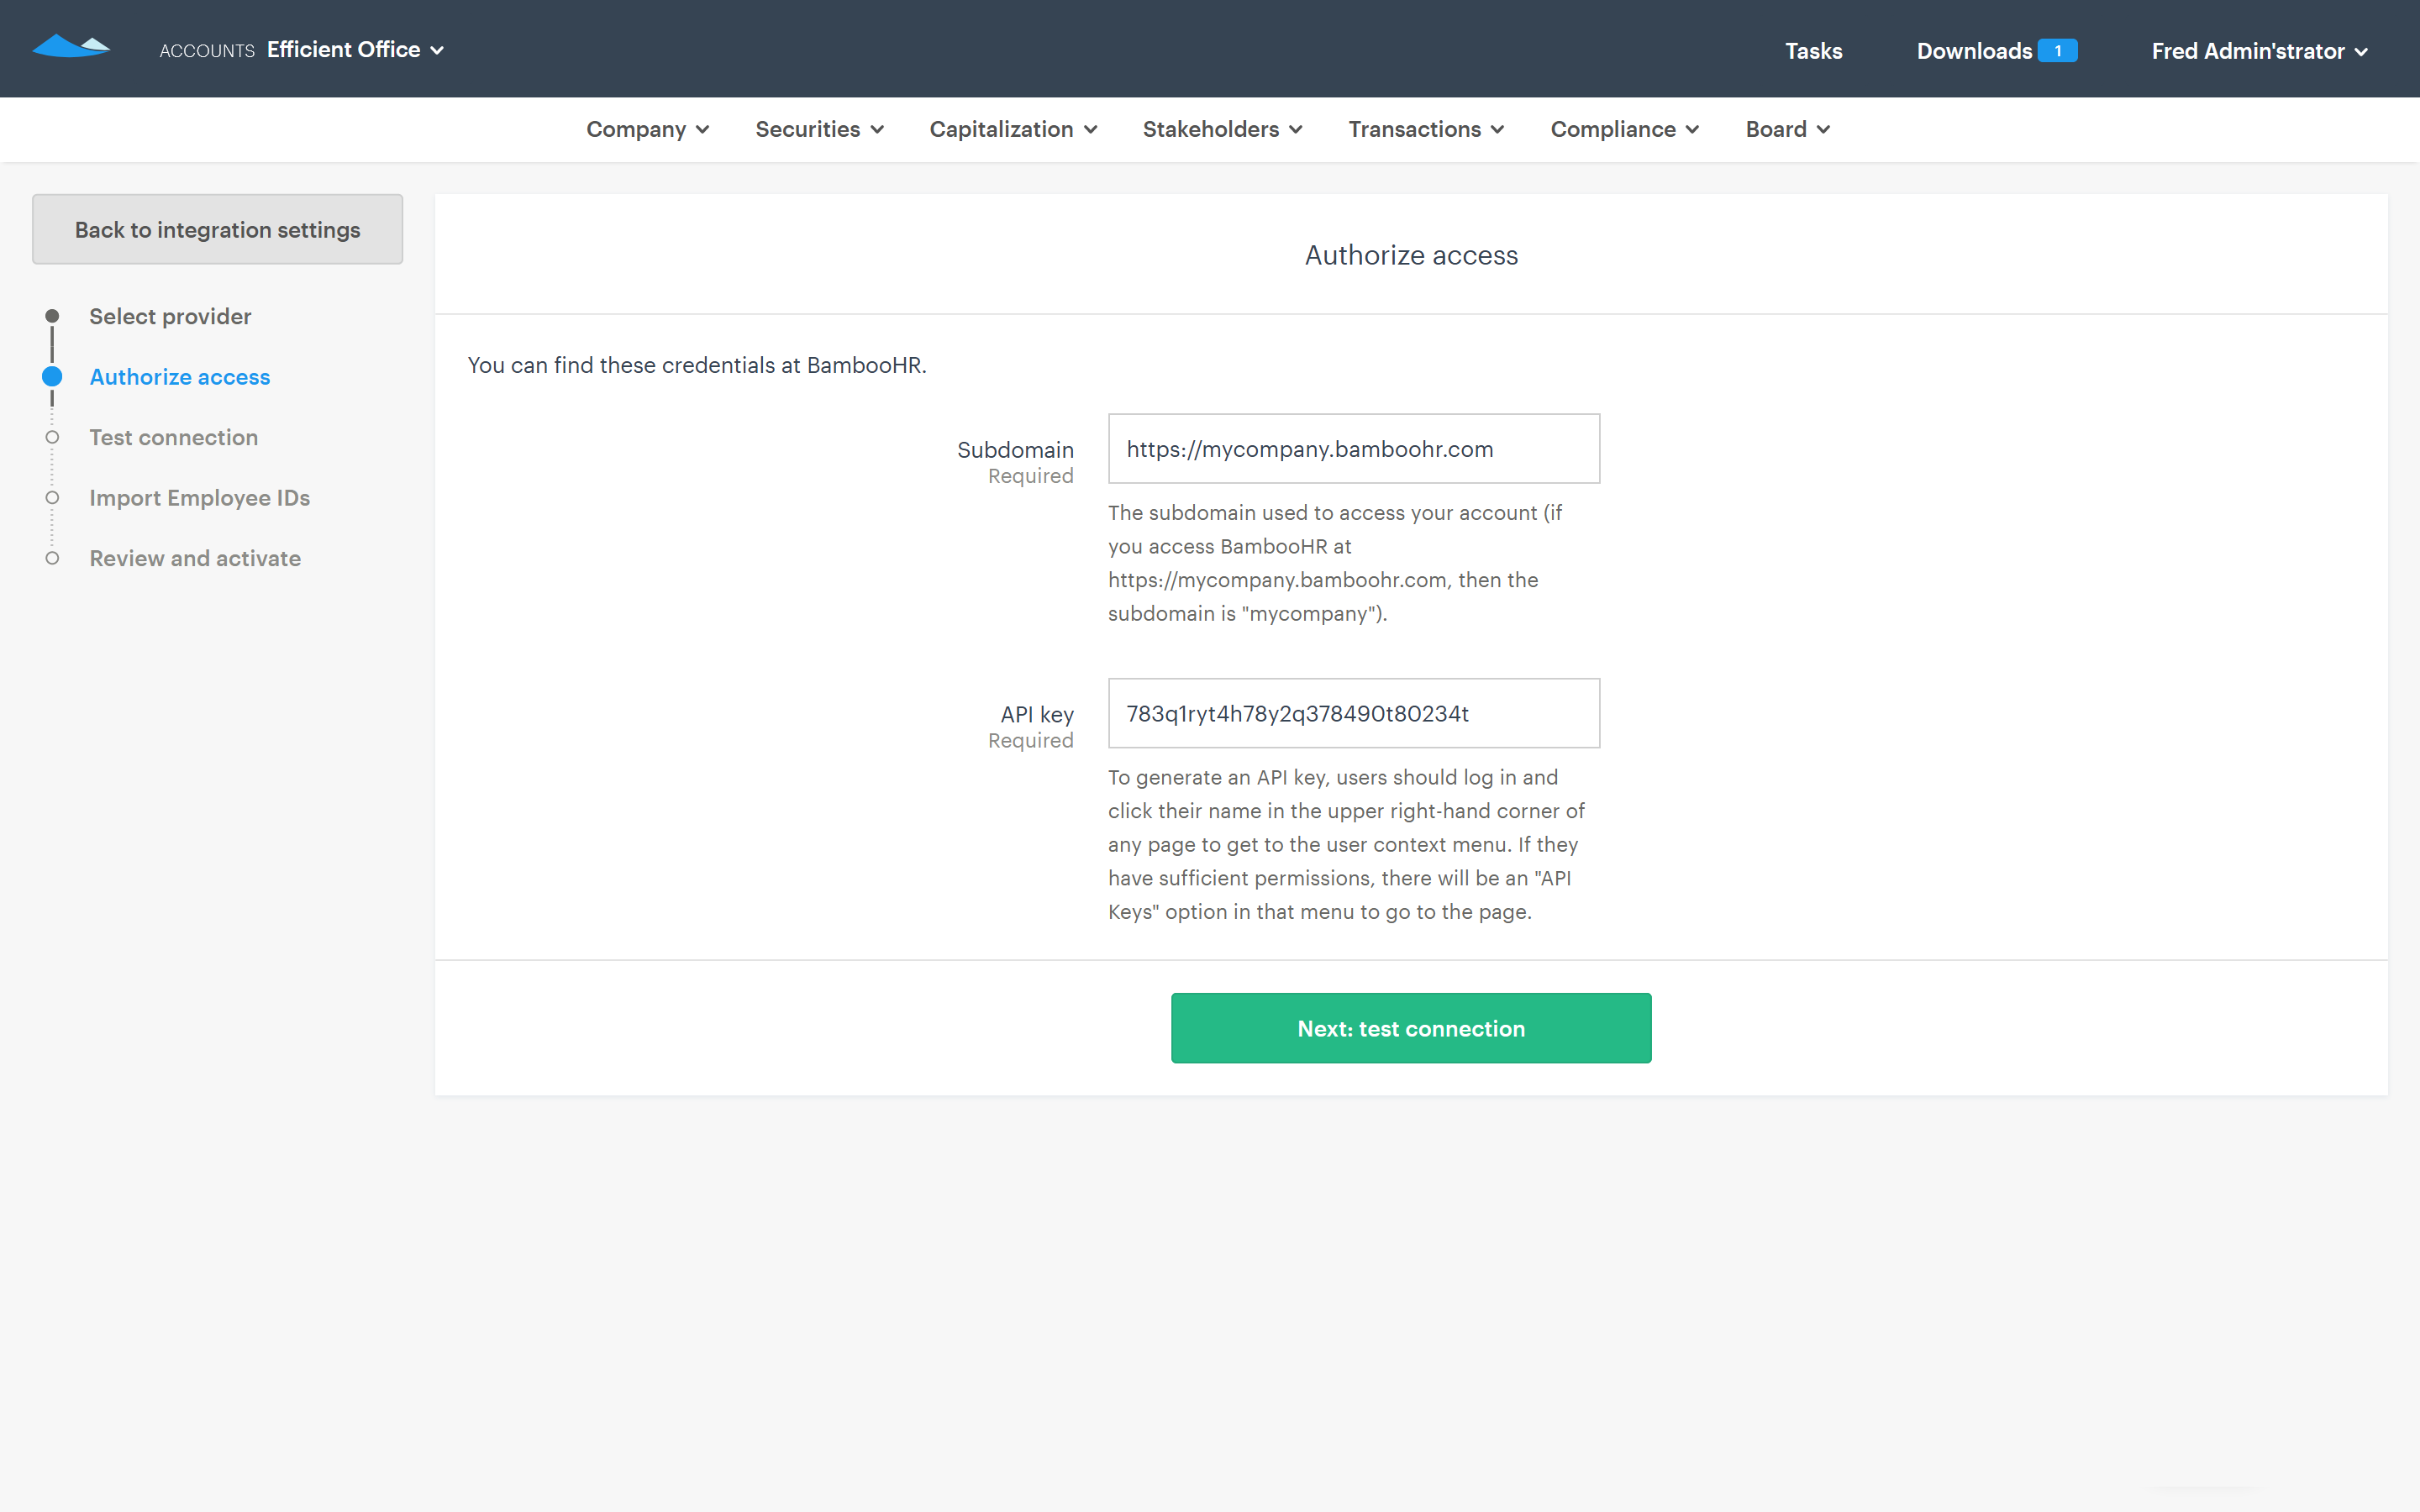 ACCOUNTS Efficient Office
Tasks
Downloads 1
Fred Admin'strator
Company
Securities
Capitalization
Stakeholders
Transactions
Compliance
Board
Back to integration settings
Select provider
Authorize access
Test connection
Import Employee IDs
Review and activate
Authorize access
You can find these credentials at BambooHR.
Subdomain
Required
https://mycompany.bamboohr.com
The subdomain used to access your account (if
you access BambooHR at
https://mycompany.bamboohr.com, then the
subdomain is "mycompany").
API key
Required
783q1ryt4h78y2q378490t80234t
To generate an API key, users should log in and
click their name in the upper right-hand corner of
any page to get to the user context menu. If they
have sufficient permissions, there will be an "API
Keys" option in that menu to go to the page.
Next: test connection